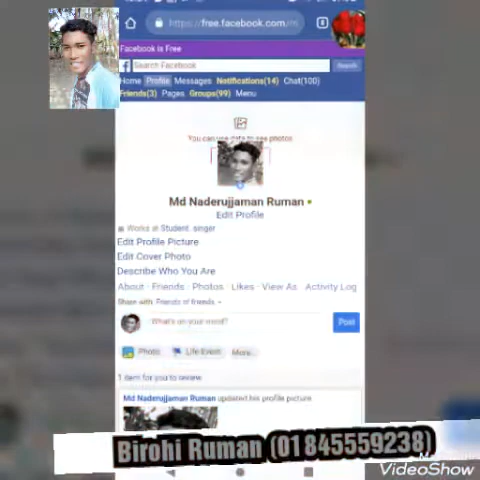 https://free.facebook.com
8
Facebook is Free
f Search Facebook Search
Home Profile Messages Notifications(14) Chat(100)
Friends(3) Pages Groups(99) Menu
You can use data to see photos
Md Naderujjaman Ruman
Edit Profile
Works at Student. singer
Edit Profile Picture
Edit Cover Photo
Describe Who You Are
About · Friends · Photos · Likes · View As · Activity Log
Share with: Friends of friends
What's on your mind? Post
Photo Life Event More..
1 item for you to review
Md Naderujjaman Ruman updated his profile picture
Birohi Ruman (01845559238)
VideoShow